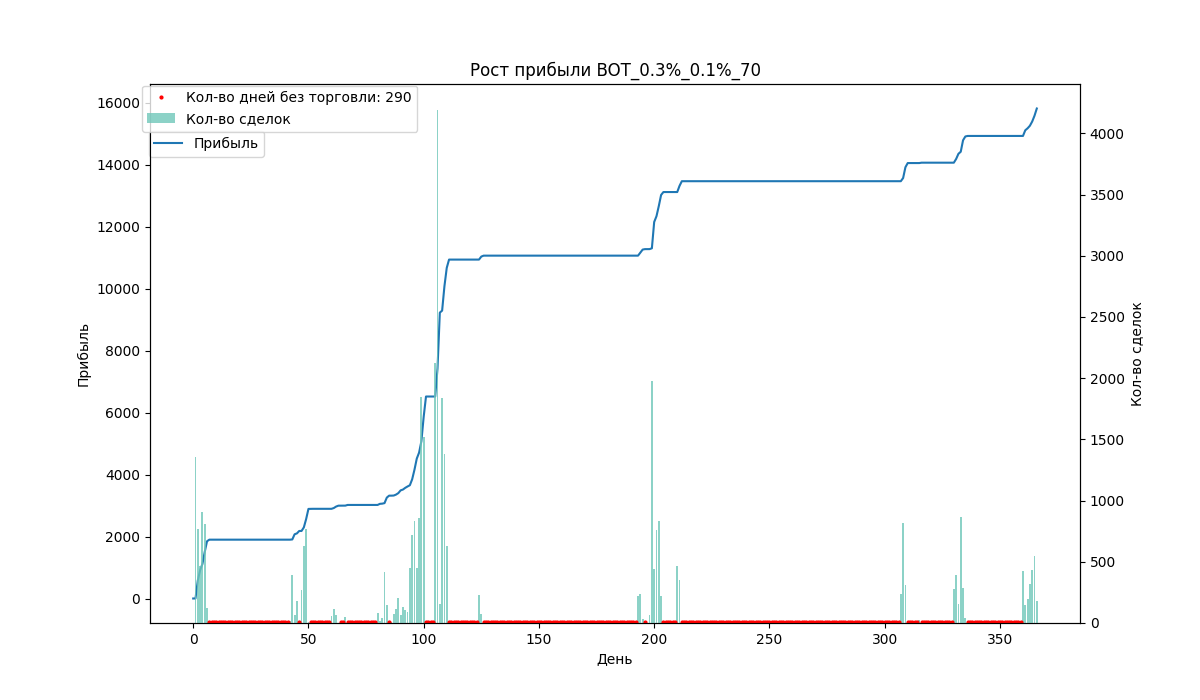 Рост прибыли BOT_0.3%_0.1%_70
Кол-во дней без торговли: 290
Кол-во сделок
Прибыль
16000
14000
12000
10000
8000
6000
4000
2000
0
Прибыль
4000
3500
3000
2500
2000
1500
1000
500
0
Кол-во сделок
0 50 100 150 200 250 300 350
День